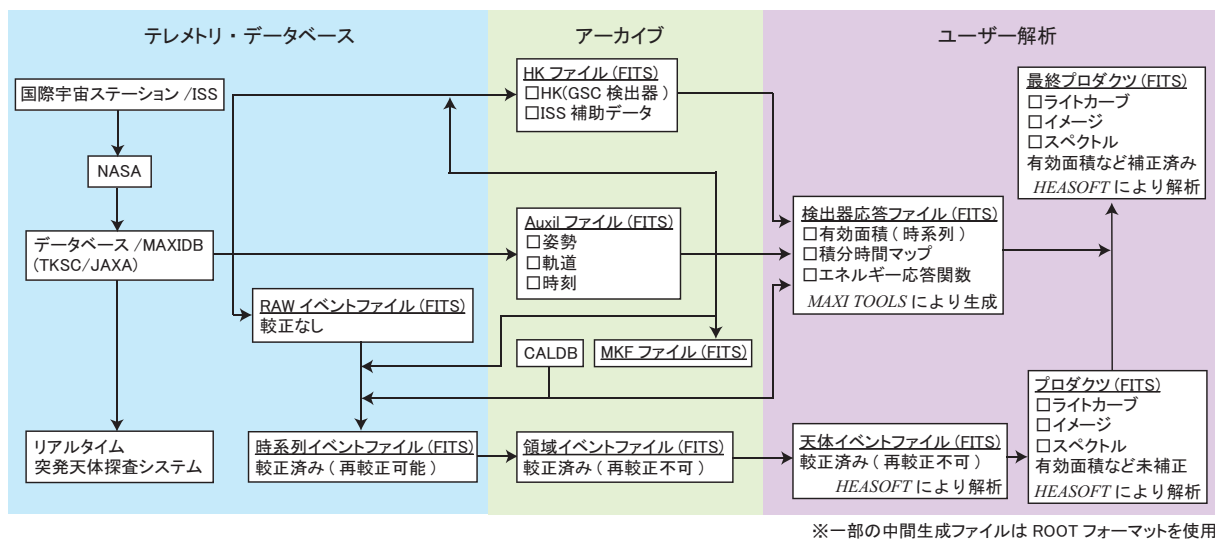 テレメトリ・データベース
国際宇宙ステーション /ISS
NASA
データベース /MAXIDB
(TKSC/JAXA)
リアルタイム
突発天体探査システム
RAW イベントファイル (FITS)
較正なし
時系列イベントファイル (FITS)
較正済み ( 再較正可能 )
アーカイブ
HK ファイル (FITS)
□HK(GSC 検出器 )
□ISS 補助データ
Auxil ファイル (FITS)
□姿勢
□軌道
□時刻
CALDB
MKF ファイル (FITS)
領域イベントファイル (FITS)
較正済み ( 再較正不可 )
ユーザー解析
最終プロダクツ (FITS)
□ライトカーブ
□イメージ
□スペクトル
有効面積など補正済み
HEASOFT により解析
検出器応答ファイル (FITS)
□有効面積 ( 時系列 )
□積分時間マップ
□エネルギー応答関数
MAXI TOOLS により生成
天体イベントファイル (FITS)
較正済み ( 再較正不可 )
HEASOFT により解析
プロダクツ (FITS)
□ライトカーブ
□イメージ
□スペクトル
有効面積など未補正
HEASOFT により解析
※一部の中間生成ファイルは ROOT フォーマットを使用